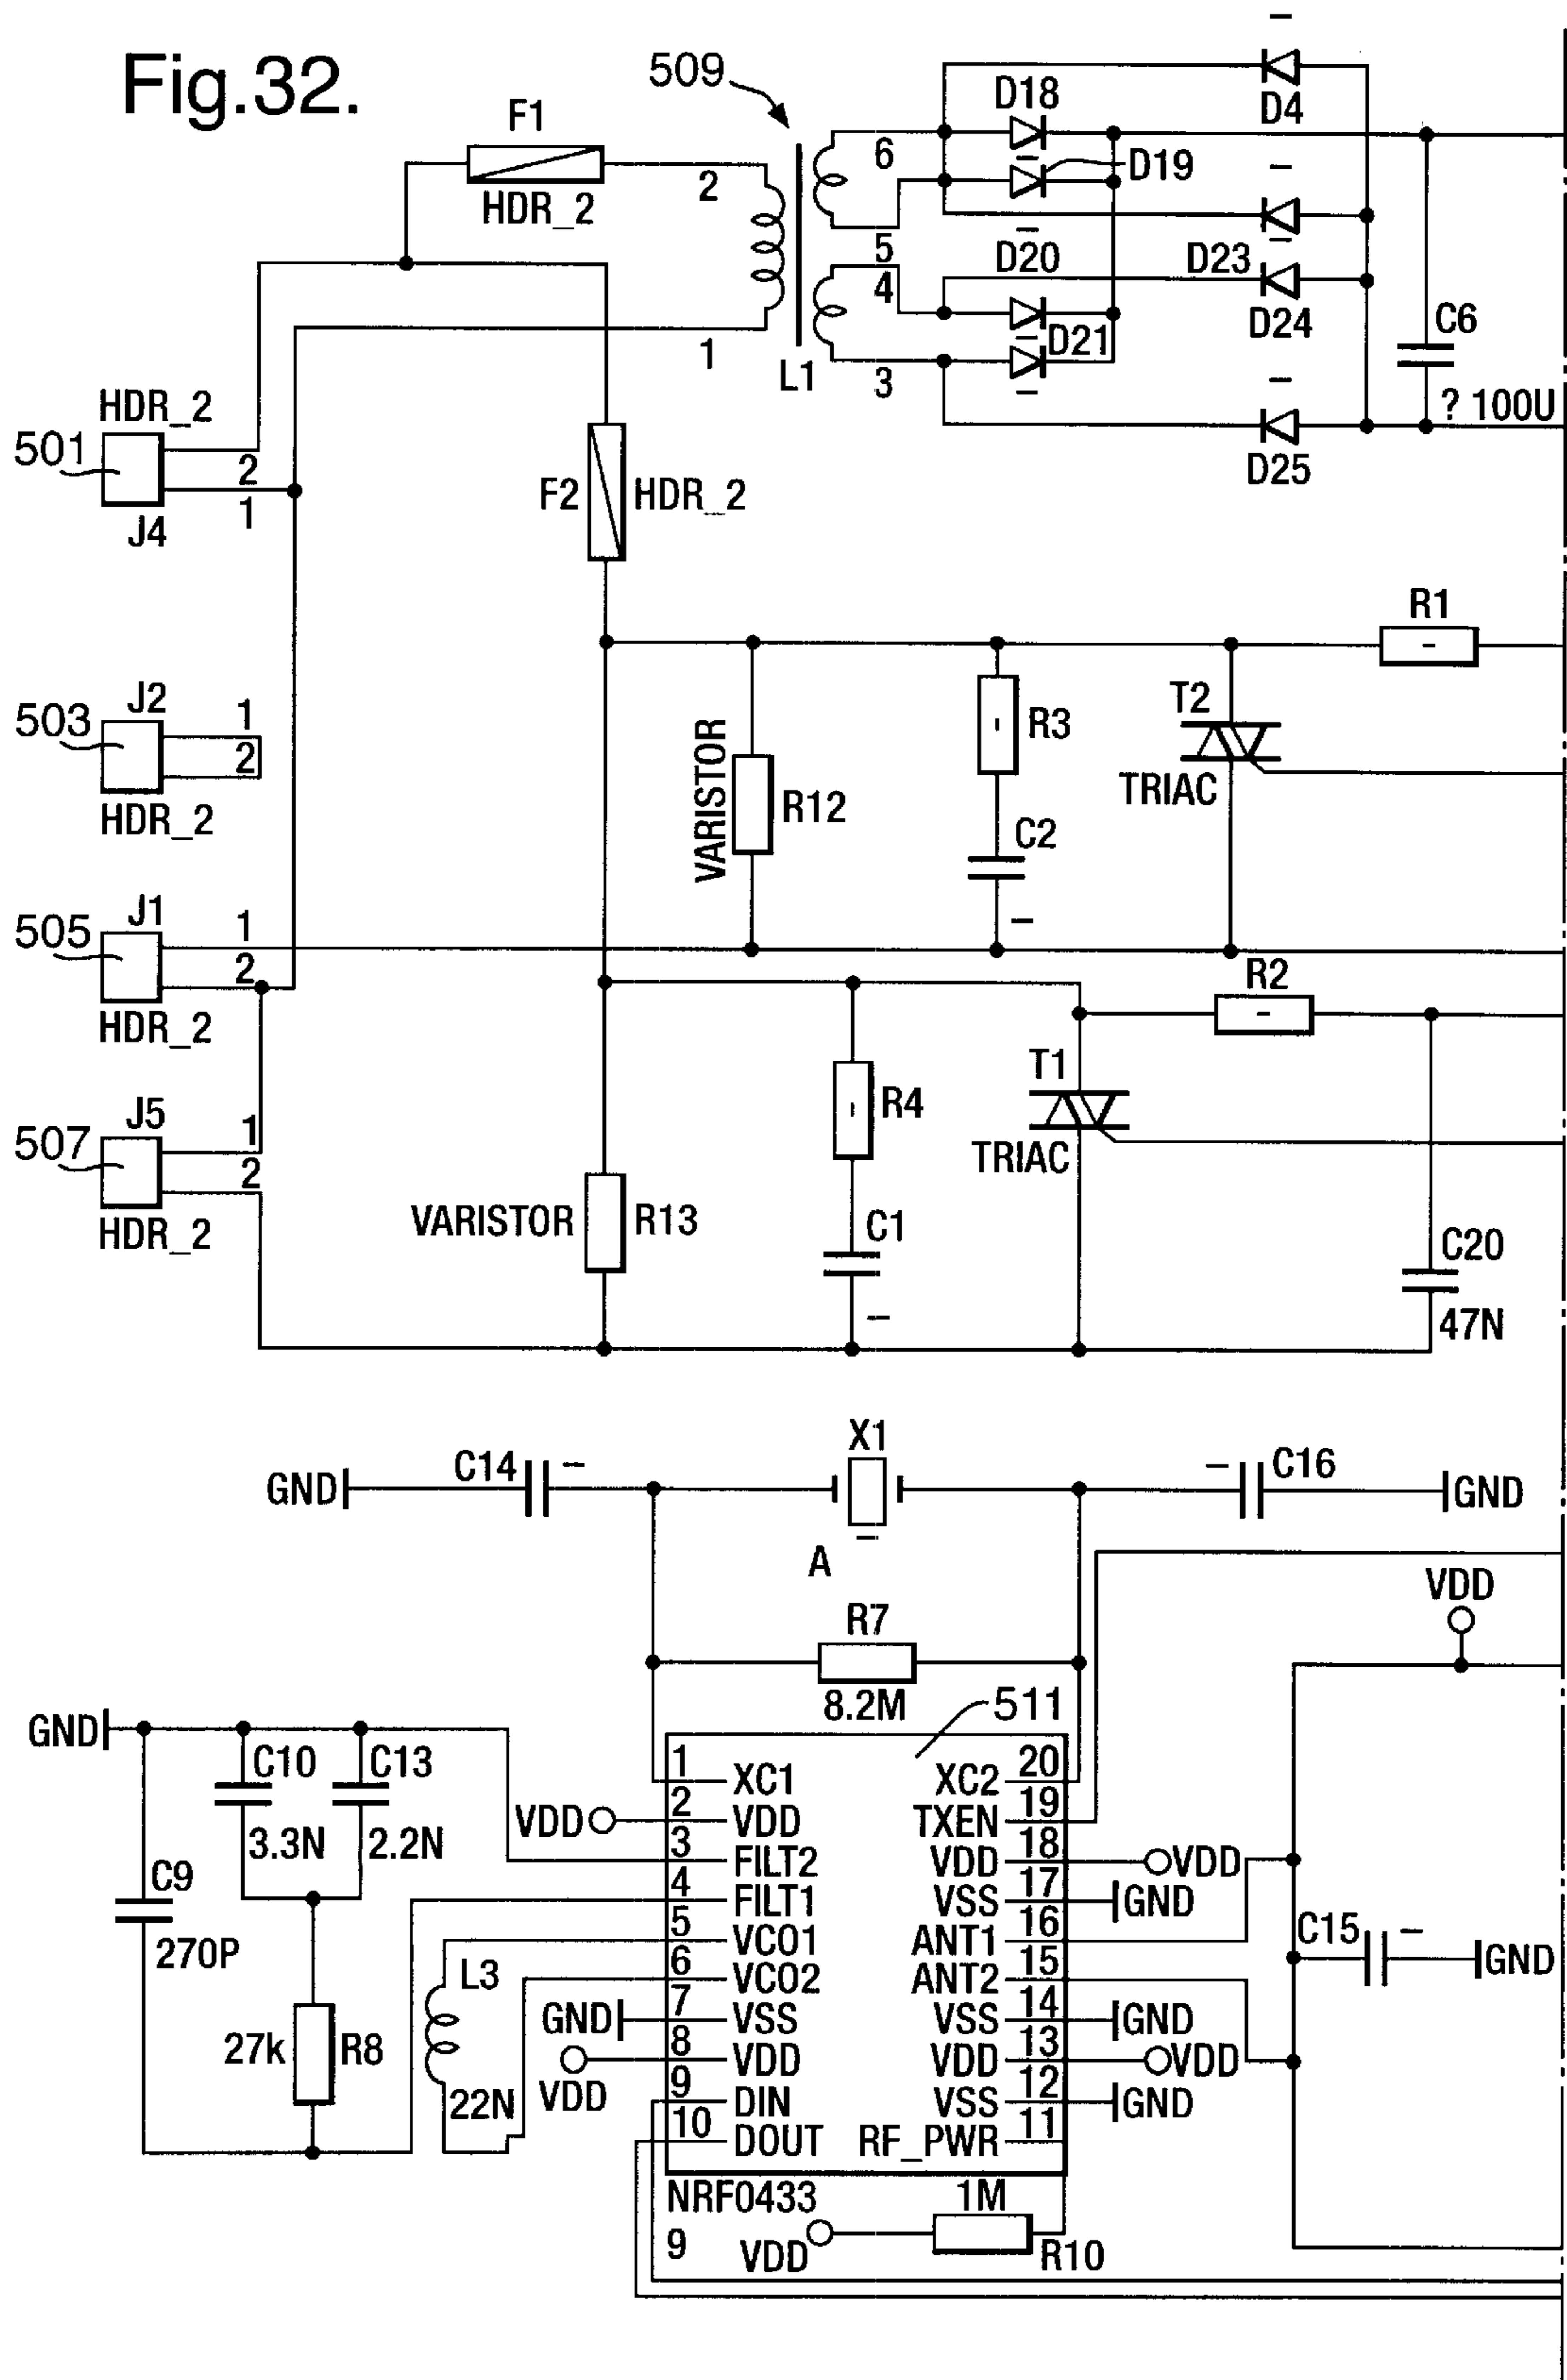 Fig.32.
509
F1
HDR_2
2
1
L1
6
5
4
3
D18
D19
D20
D21
D4
D23
D24
D25
C6
? 100U
HDR_2
501
2
1
J4
F2
HDR_2
R1
J2
503
1
2
HDR_2
VARISTOR
R12
R3
C2
T2
TRIAC
J1
505
1
2
HDR_2
R2
T1
TRIAC
R4
C1
J5
507
1
2
HDR_2
VARISTOR
R13
C20
47N
X1
GND
C14
C16
GND
A
VDD
R7
8.2M
511
GND
C10
C13
3.3N
2.2N
C9
270P
27k
R8
L3
22N
1 XC1
VDD 2 VDD
3 FILT2
4 FILT1
5 VCO1
6 VCO2
GND 7 VSS
VDD 8 VDD
9 DIN
10 DOUT
XC2 20
TXEN 19
VDD 18 VDD
VSS 17 GND
ANT1 16
ANT2 15
VSS 14 GND
VDD 13 VDD
VSS 12 GND
RF_PWR 11
C15
GND
NRF0433
9
1M
VDD
R10